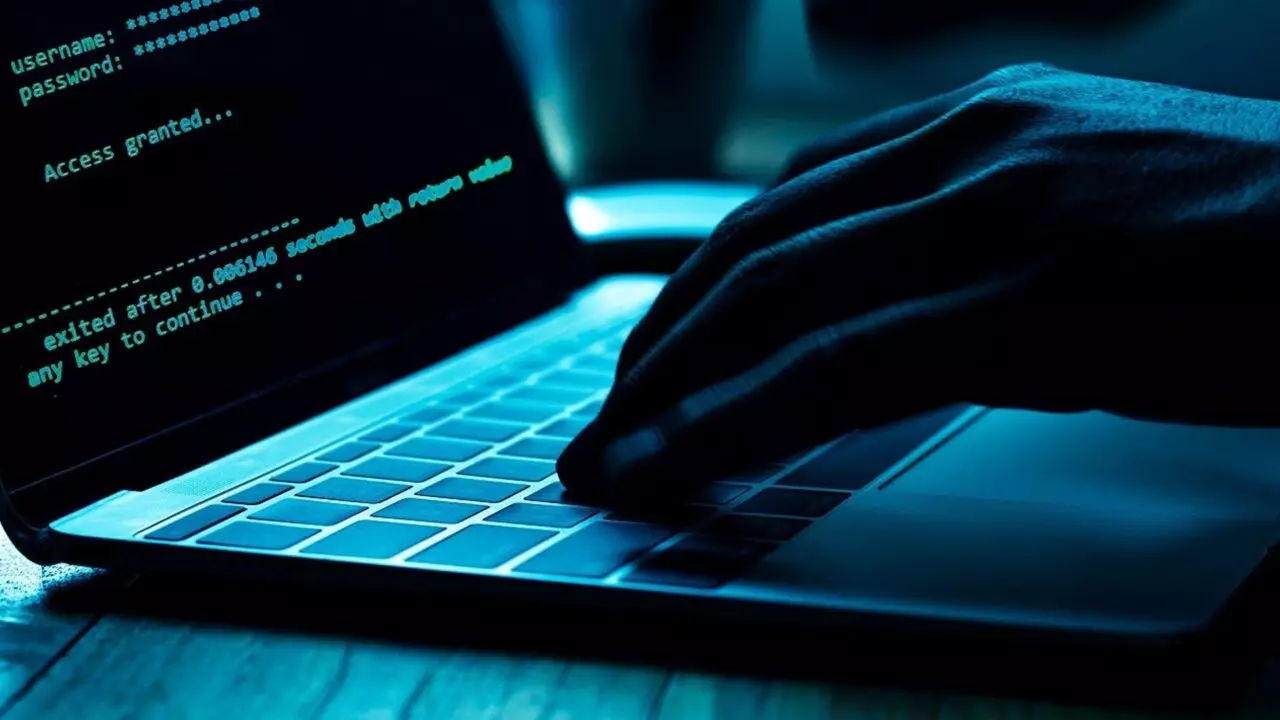 username: **********
password: ************
Access granted...
--------------------------------
exited after 0.006146 seconds with return value
any key to continue . . .